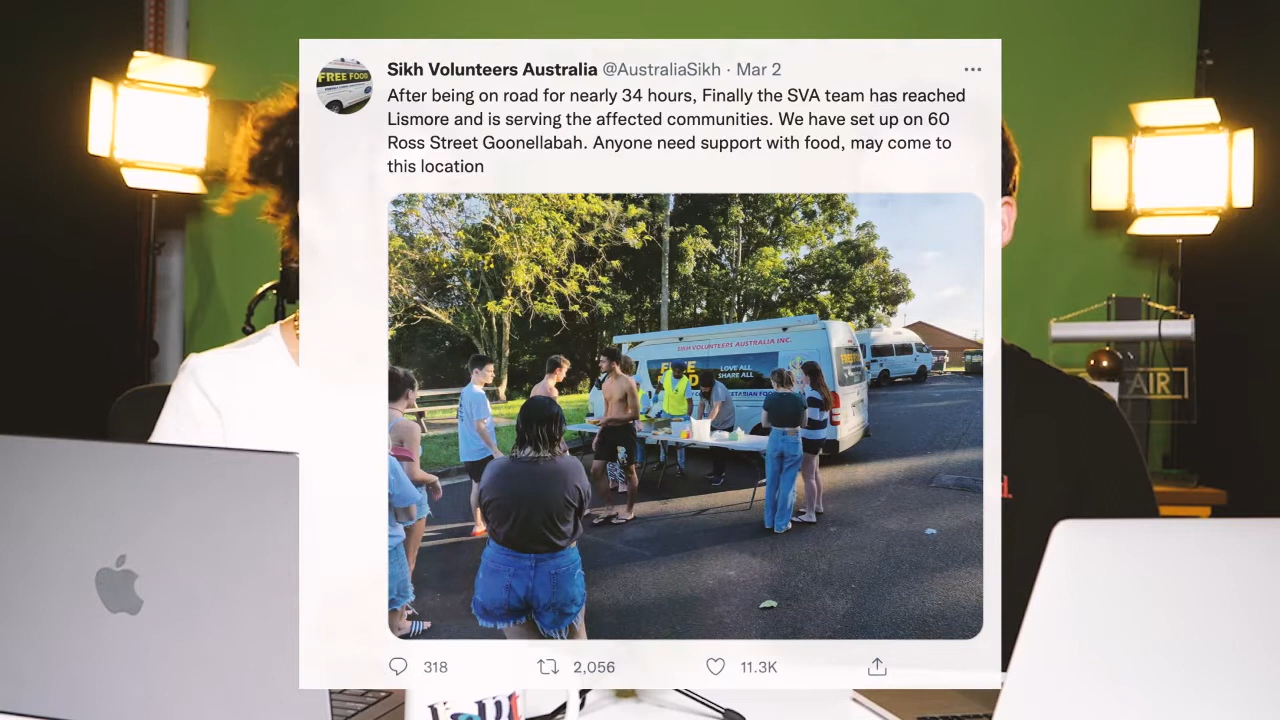 FREE FOOD
Sikh Volunteers Australia @AustraliaSikh · Mar 2
After being on road for nearly 34 hours, Finally the SVA team has reached
Lismore and is serving the affected communities. We have set up on 60
Ross Street Goonellabah. Anyone need support with food, may come to
this location
SIKH VOLUNTEERS AUSTRALIA INC.
FREE
LOVE ALL
SHARE ALL
FREE
AIR
318
2,056
11.3K